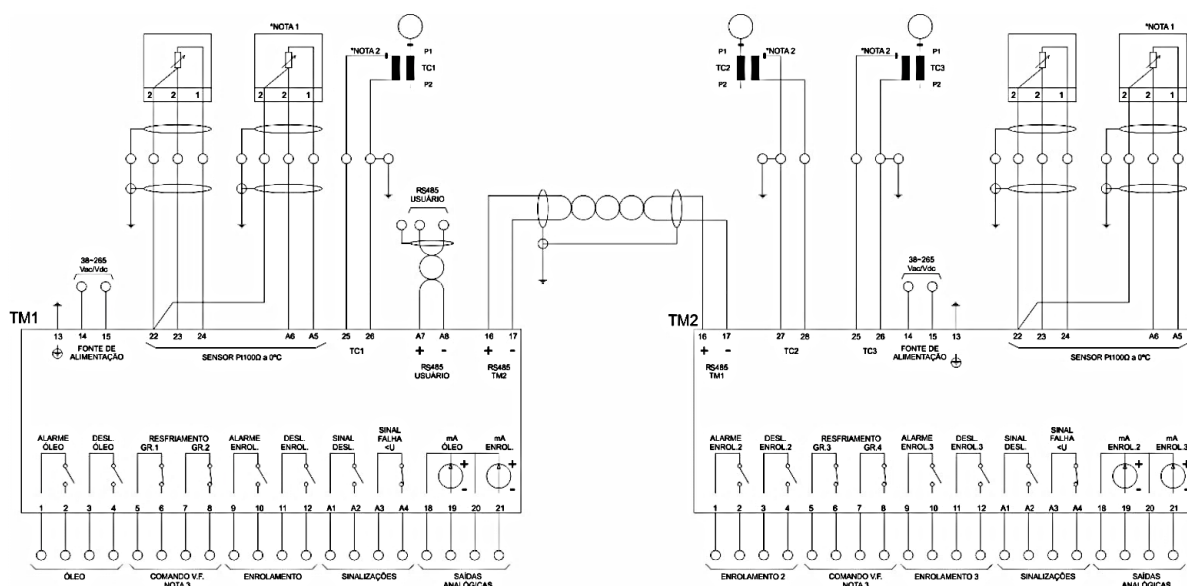 *NOTA 1
2 2 1
2 2 1
*NOTA 2
P1
TC1
P2
P1
TC2
P2
*NOTA 2
*NOTA 2
P1
TC3
P2
*NOTA 1
2 2 1
2 2 1
RS485
USUÁRIO
38~265
Vac/Vdc
38~265
Vac/Vdc
TM1
13 14 15 22 23 24 A6 A5 25 26 A7 A8 16 17
FONTE DE
ALIMENTAÇÃO
SENSOR Pt100Ω a 0°C
TC1
+ - + -
RS485
USUÁRIO
RS485
TM2
ALARME
ÓLEO
DESL.
ÓLEO
RESFRIAMENTO
GR.1 GR.2
ALARME
ENROL.
DESL.
ENROL.
SINAL
DESL.
SINAL
FALHA
<U
mA
ÓLEO
+
-
mA
ENROL.
+
-
1 2 3 4 5 6 7 8 9 10 11 12 A1 A2 A3 A4 18 19 20 21
ÓLEO
COMANDO V.F.
NOTA 3
ENROLAMENTO
SINALIZAÇÕES
SAÍDAS
ANALÓGICAS
TM2
16 17 27 28 25 26 14 15 13 22 23 24 A6 A5
+ -
RS485
TM1
TC2
TC3
FONTE DE
ALIMENTAÇÃO
SENSOR Pt100Ω a 0°C
ALARME
ENROL.2
DESL.
ENROL.2
RESFRIAMENTO
GR.3 GR.4
ALARME
ENROL.3
DESL.
ENROL.3
SINAL
DESL.
SINAL
FALHA
<U
mA
ENROL.2
+
-
mA
ENROL.3
+
-
1 2 3 4 5 6 7 8 9 10 11 12 A1 A2 A3 A4 18 19 20 21
ENROLAMENTO 2
COMANDO V.F.
NOTA 3
ENROLAMENTO 3
SINALIZAÇÕES
SAÍDAS
ANALÓGICAS